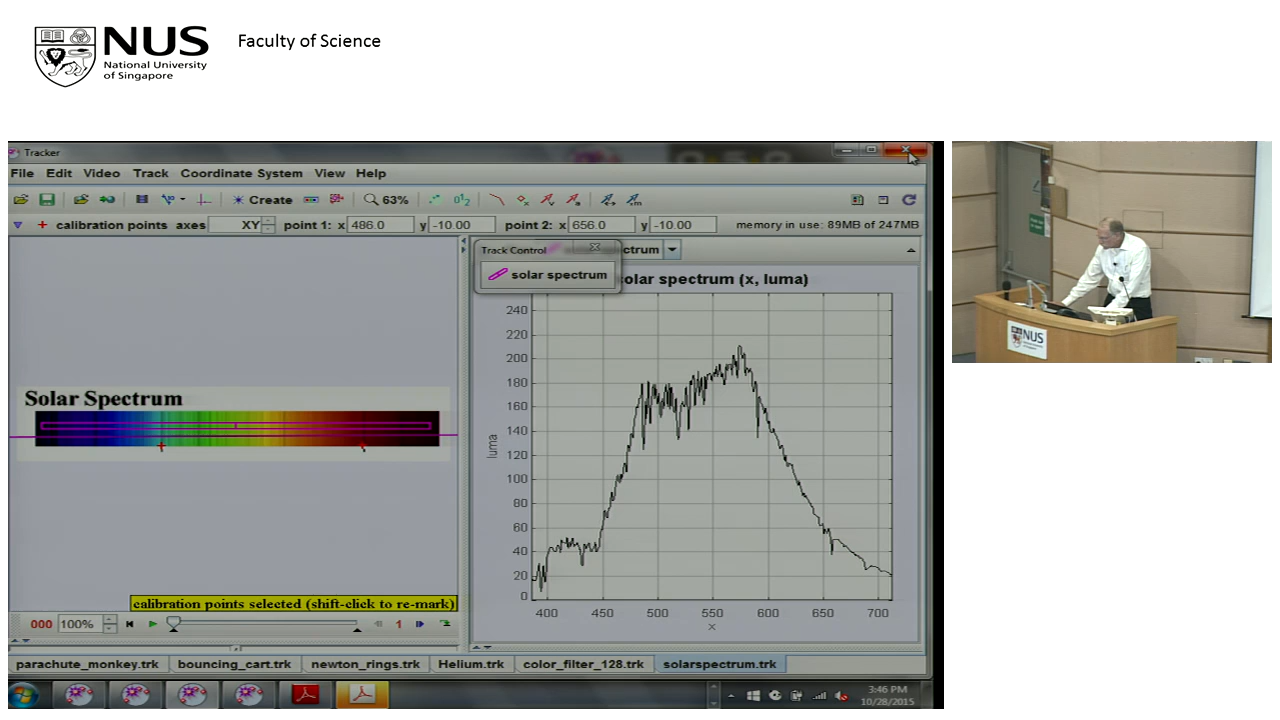 NUS
National University
of Singapore
Faculty of Science
Tracker
File Edit Video Track Coordinate System View Help
Create 63%
calibration points axes XY point 1: x 486.0 y -10.00 point 2: x 656.0 y -10.00 memory in use: 89MB of 247MB
Track Control
solar spectrum
solar spectrum (x, luma)
240
220
200
180
160
140
120
100
80
60
40
20
0
luma
400 450 500 550 600 650 700
x
Solar Spectrum
calibration points selected (shift-click to re-mark)
000 100% 1
parachute_monkey.trk bouncing_cart.trk newton_rings.trk Helium.trk color_filter_128.trk solarspectrum.trk
3:46 PM
10/28/2015
NUS